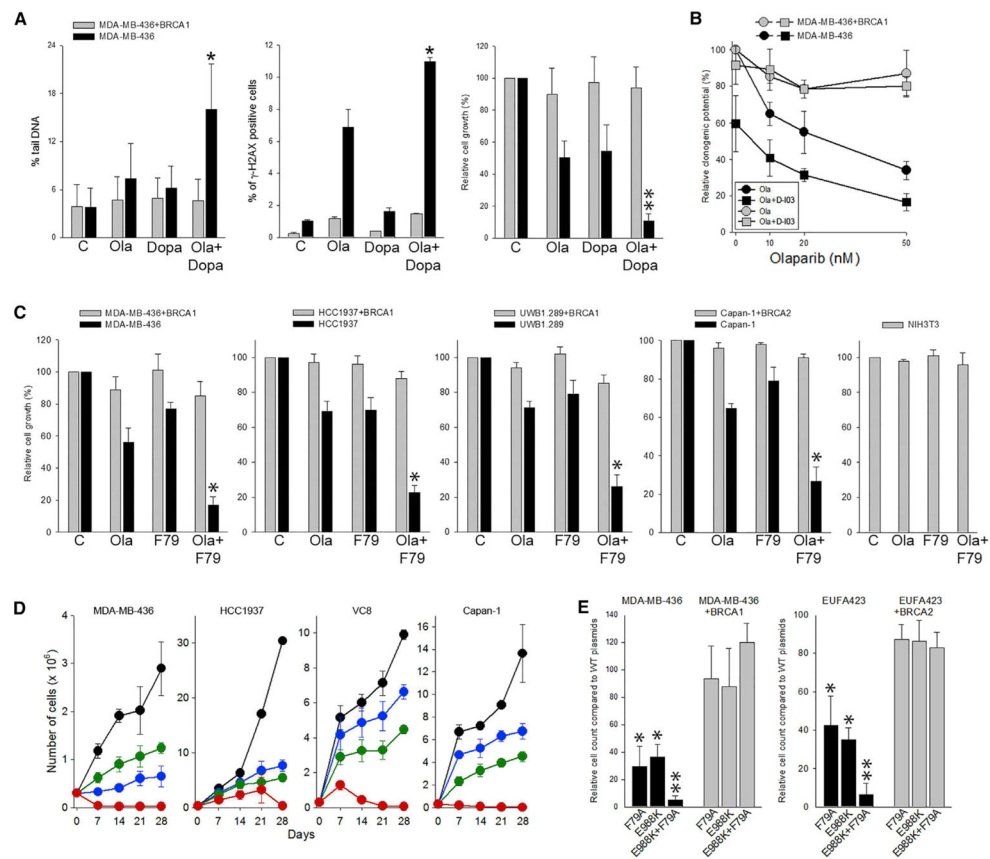 A
MDA-MB-436+BRCA1
MDA-MB-436
% tail DNA
24
18
12
6
0
*
C
Ola
Dopa
Ola+
Dopa
% of γ-H2AX positive cells
12
10
8
6
4
2
0
*
C
Ola
Dopa
Ola+
Dopa
Relative cell growth (%)
120
100
80
60
40
20
0
**
C
Ola
Dopa
Ola+
Dopa
B
MDA-MB-436+BRCA1
MDA-MB-436
Relative clonogenic potential (%)
100
80
60
40
20
0
Ola
Ola+D-I03
Ola
Ola+D-I03
0
10
20
50
Olaparib (nM)
C
MDA-MB-436+BRCA1
MDA-MB-436
Relative cell growth (%)
120
100
80
60
40
20
0
*
C
Ola
F79
Ola+
F79
HCC1937+BRCA1
HCC1937
100
80
60
40
20
0
*
C
Ola
F79
Ola+
F79
UWB1.289+BRCA1
UWB1.289
100
80
60
40
20
0
*
C
Ola
F79
Ola+
F79
Capan-1+BRCA2
Capan-1
100
80
60
40
20
0
*
C
Ola
F79
Ola+
F79
NIH3T3
100
80
60
40
20
0
C
Ola
F79
Ola+
F79
D
Number of cells (x 10⁶)
MDA-MB-436
4
3
2
1
0
0 7 14 21 28
HCC1937
30
20
10
0
0 7 14 21 28
VC8
10
8
6
4
2
0
0 7 14 21 28
Capan-1
16
14
12
10
8
6
4
2
0
0 7 14 21 28
Days
E
MDA-MB-436
MDA-MB-436
+BRCA1
Relative cell count compared to WT plasmids
140
120
100
80
60
40
20
0
*
*
**
F79A
E988K
E988K+F79A
F79A
E988K
E988K+F79A
EUFA423
EUFA423
+BRCA2
Relative cell count compared to WT plasmids
100
80
60
40
20
0
*
*
**
F79A
E988K
E988K+F79A
F79A
E988K
E988K+F79A